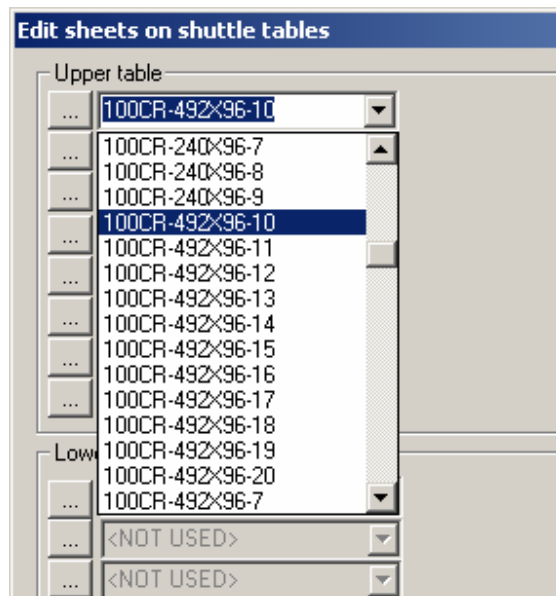 Edit sheets on shuttle tables
Upper table
... 100CR-492X96-10
... 100CR-240X96-7
100CR-240X96-8
... 100CR-240X96-9
100CR-492X96-10
... 100CR-492X96-11
... 100CR-492X96-12
100CR-492X96-13
... 100CR-492X96-14
... 100CR-492X96-15
100CR-492X96-16
... 100CR-492X96-17
100CR-492X96-18
Lowe 100CR-492X96-19
100CR-492X96-20
... 100CR-492X96-7
... <NOT USED>
... <NOT USED>